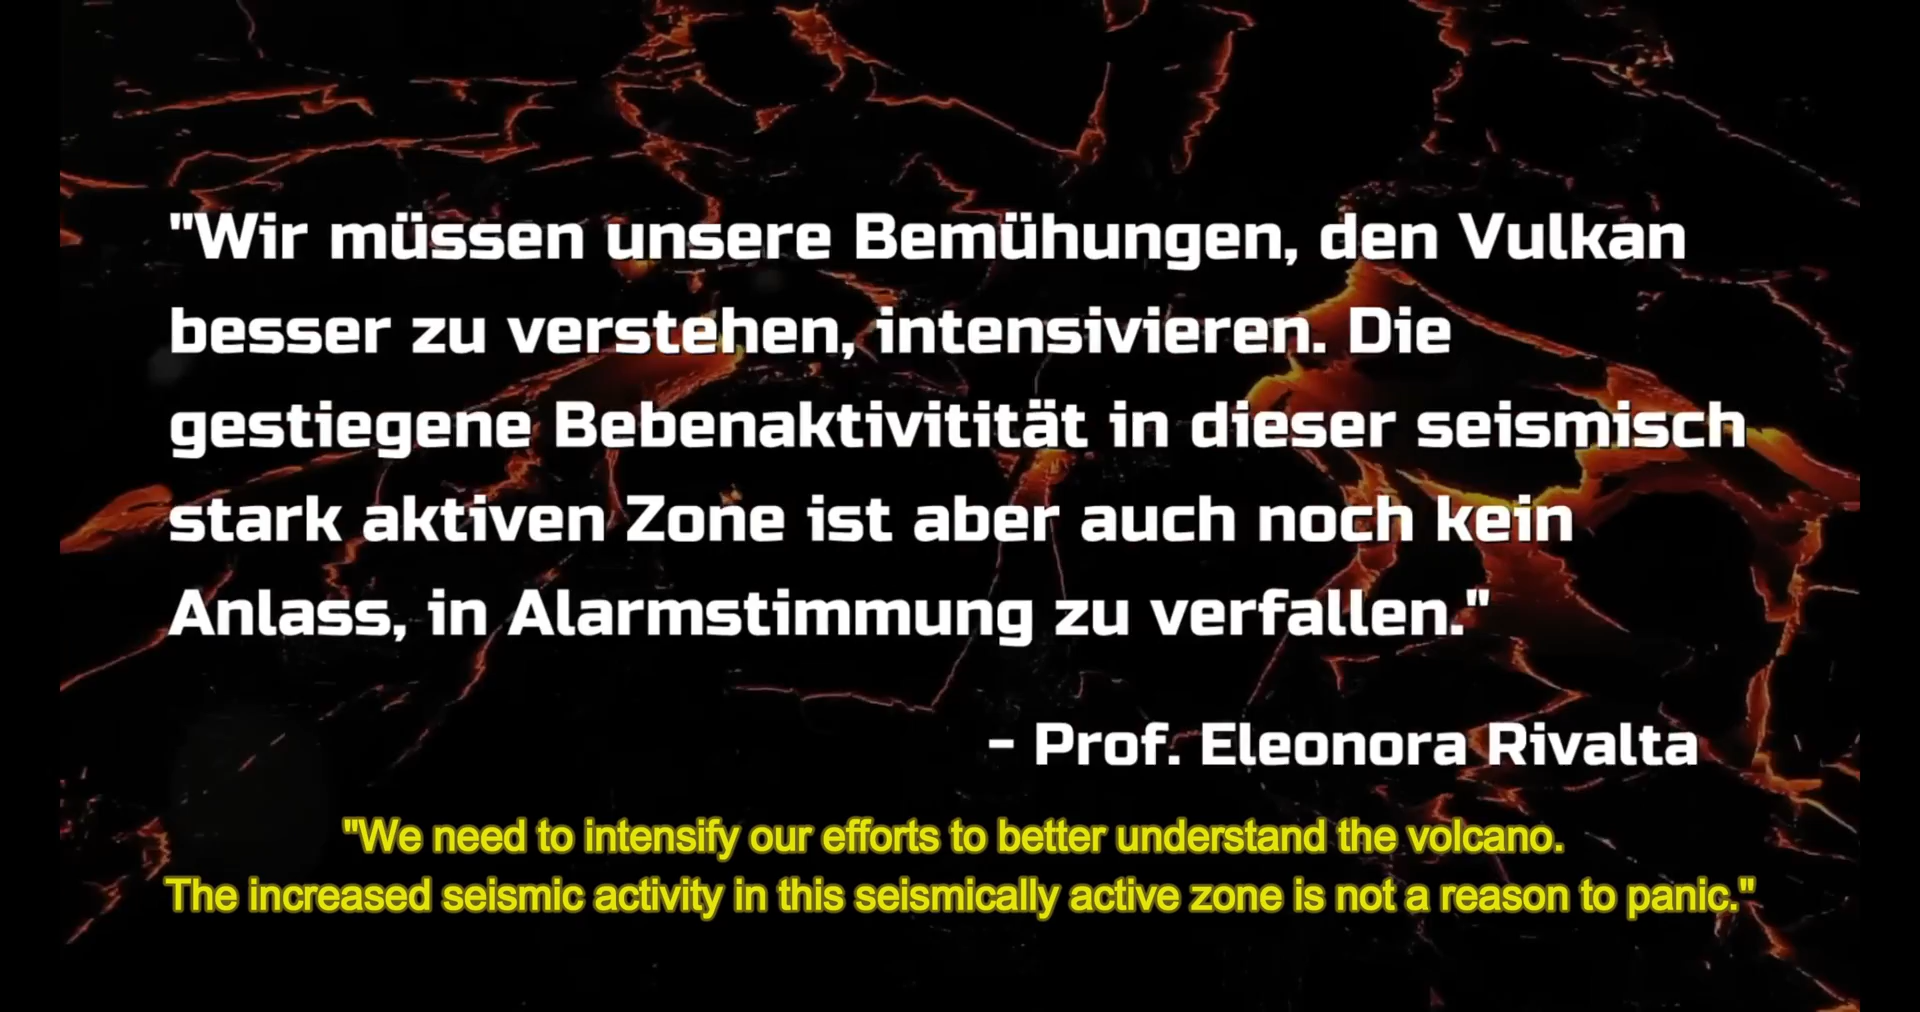 "Wir müssen unsere Bemühungen, den Vulkan
besser zu verstehen, intensivieren. Die
gestiegene Bebenaktivitität in dieser seismisch
stark aktiven Zone ist aber auch noch kein
Anlass, in Alarmstimmung zu verfallen."
- Prof. Eleonora Rivalta
"We need to intensify our efforts to better understand the volcano.
The increased seismic activity in this seismically active zone is not a reason to panic."